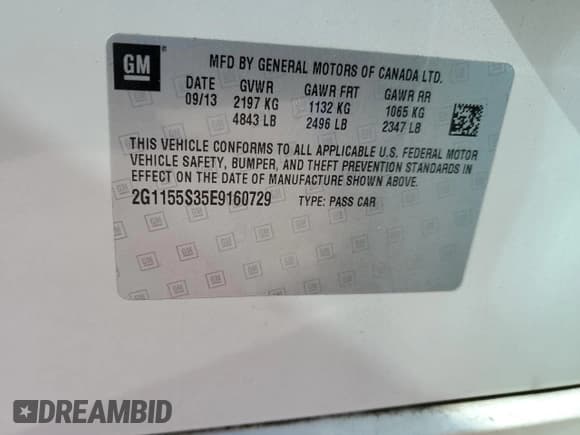 GM
MFD BY GENERAL MOTORS OF CANADA LTD.
DATE GVWR GAWR FRT GAWR RR
09/13 2197 KG 1132 KG 1065 KG
4843 LB 2496 LB 2347 LB
THIS VEHICLE CONFORMS TO ALL APPLICABLE U.S. FEDERAL MOTOR
VEHICLE SAFETY, BUMPER, AND THEFT PREVENTION STANDARDS IN
EFFECT ON THE DATE OF MANUFACTURE SHOWN ABOVE.
2G1155S35E9160729 TYPE: PASS CAR
DREAMBID